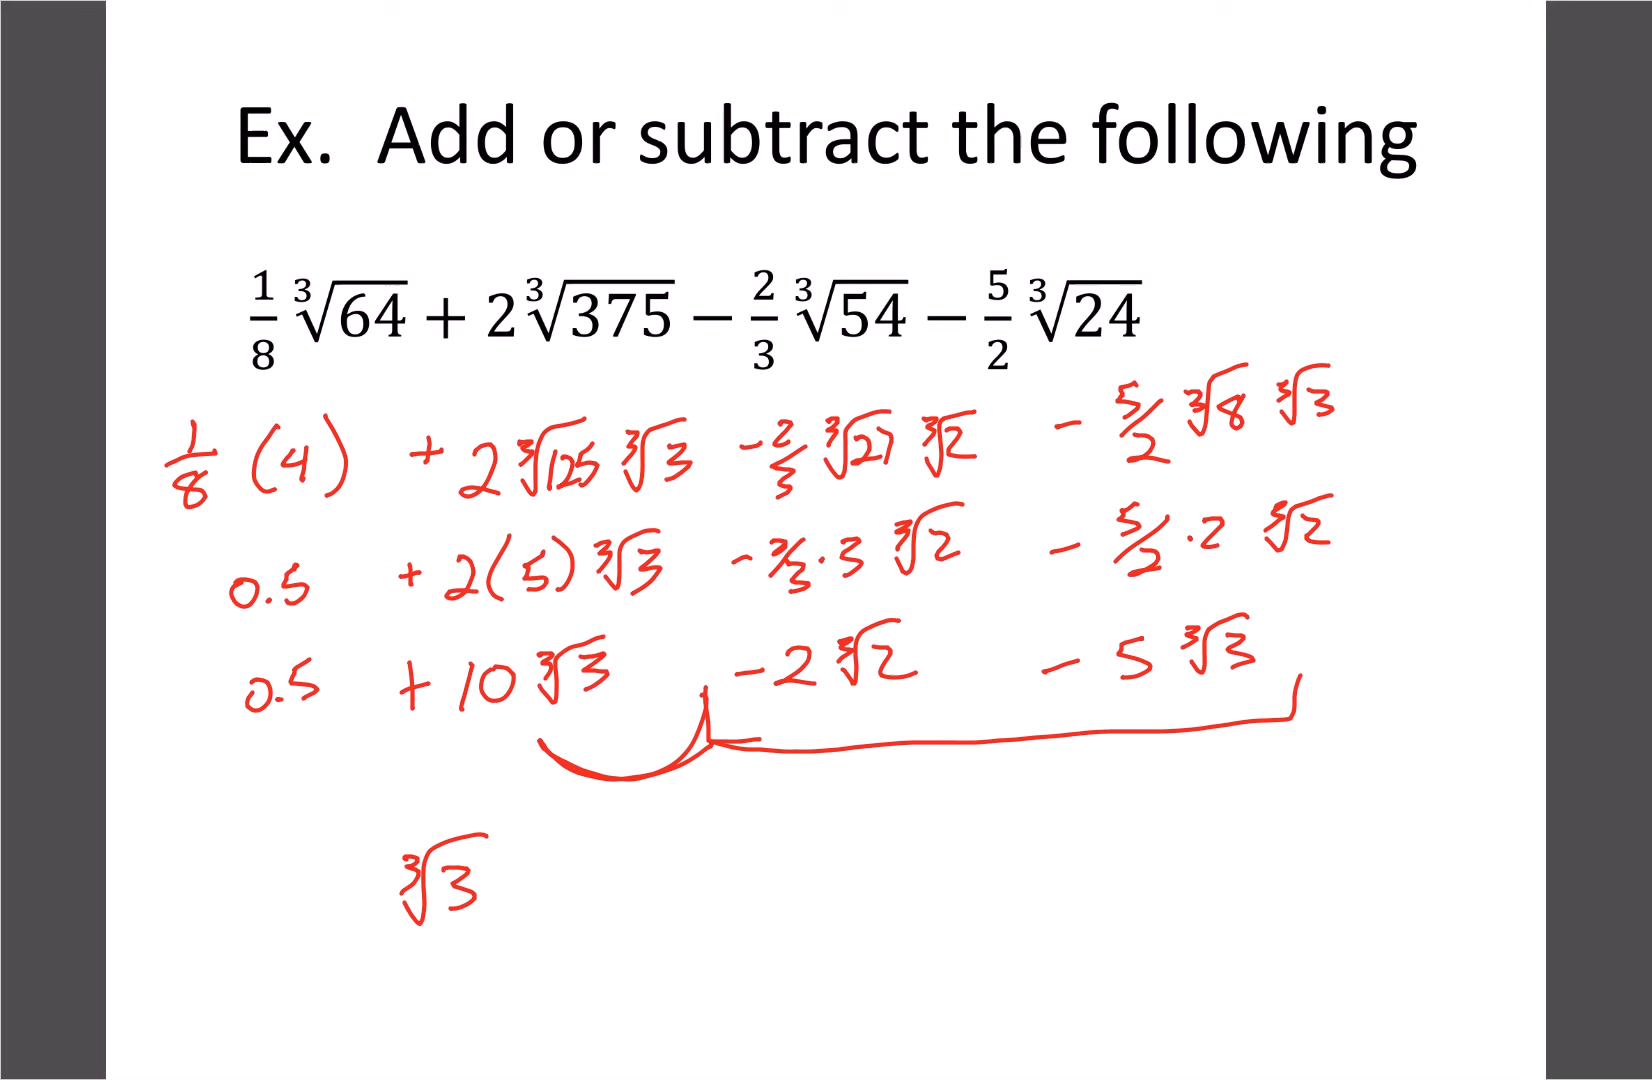 Ex. Add or subtract the following
1/8 ∛64 + 2∛375 − 2/3 ∛54 − 5/2 ∛24
1/8 (4) + 2 ∛125 ∛3 - 2/3 ∛27 ∛2 - 5/2 ∛8 ∛3
0.5 + 2(5) ∛3 - 2/3 · 3 ∛2 - 5/2 · 2 ∛2
0.5 + 10 ∛3 - 2 ∛2 - 5 ∛3
∛3